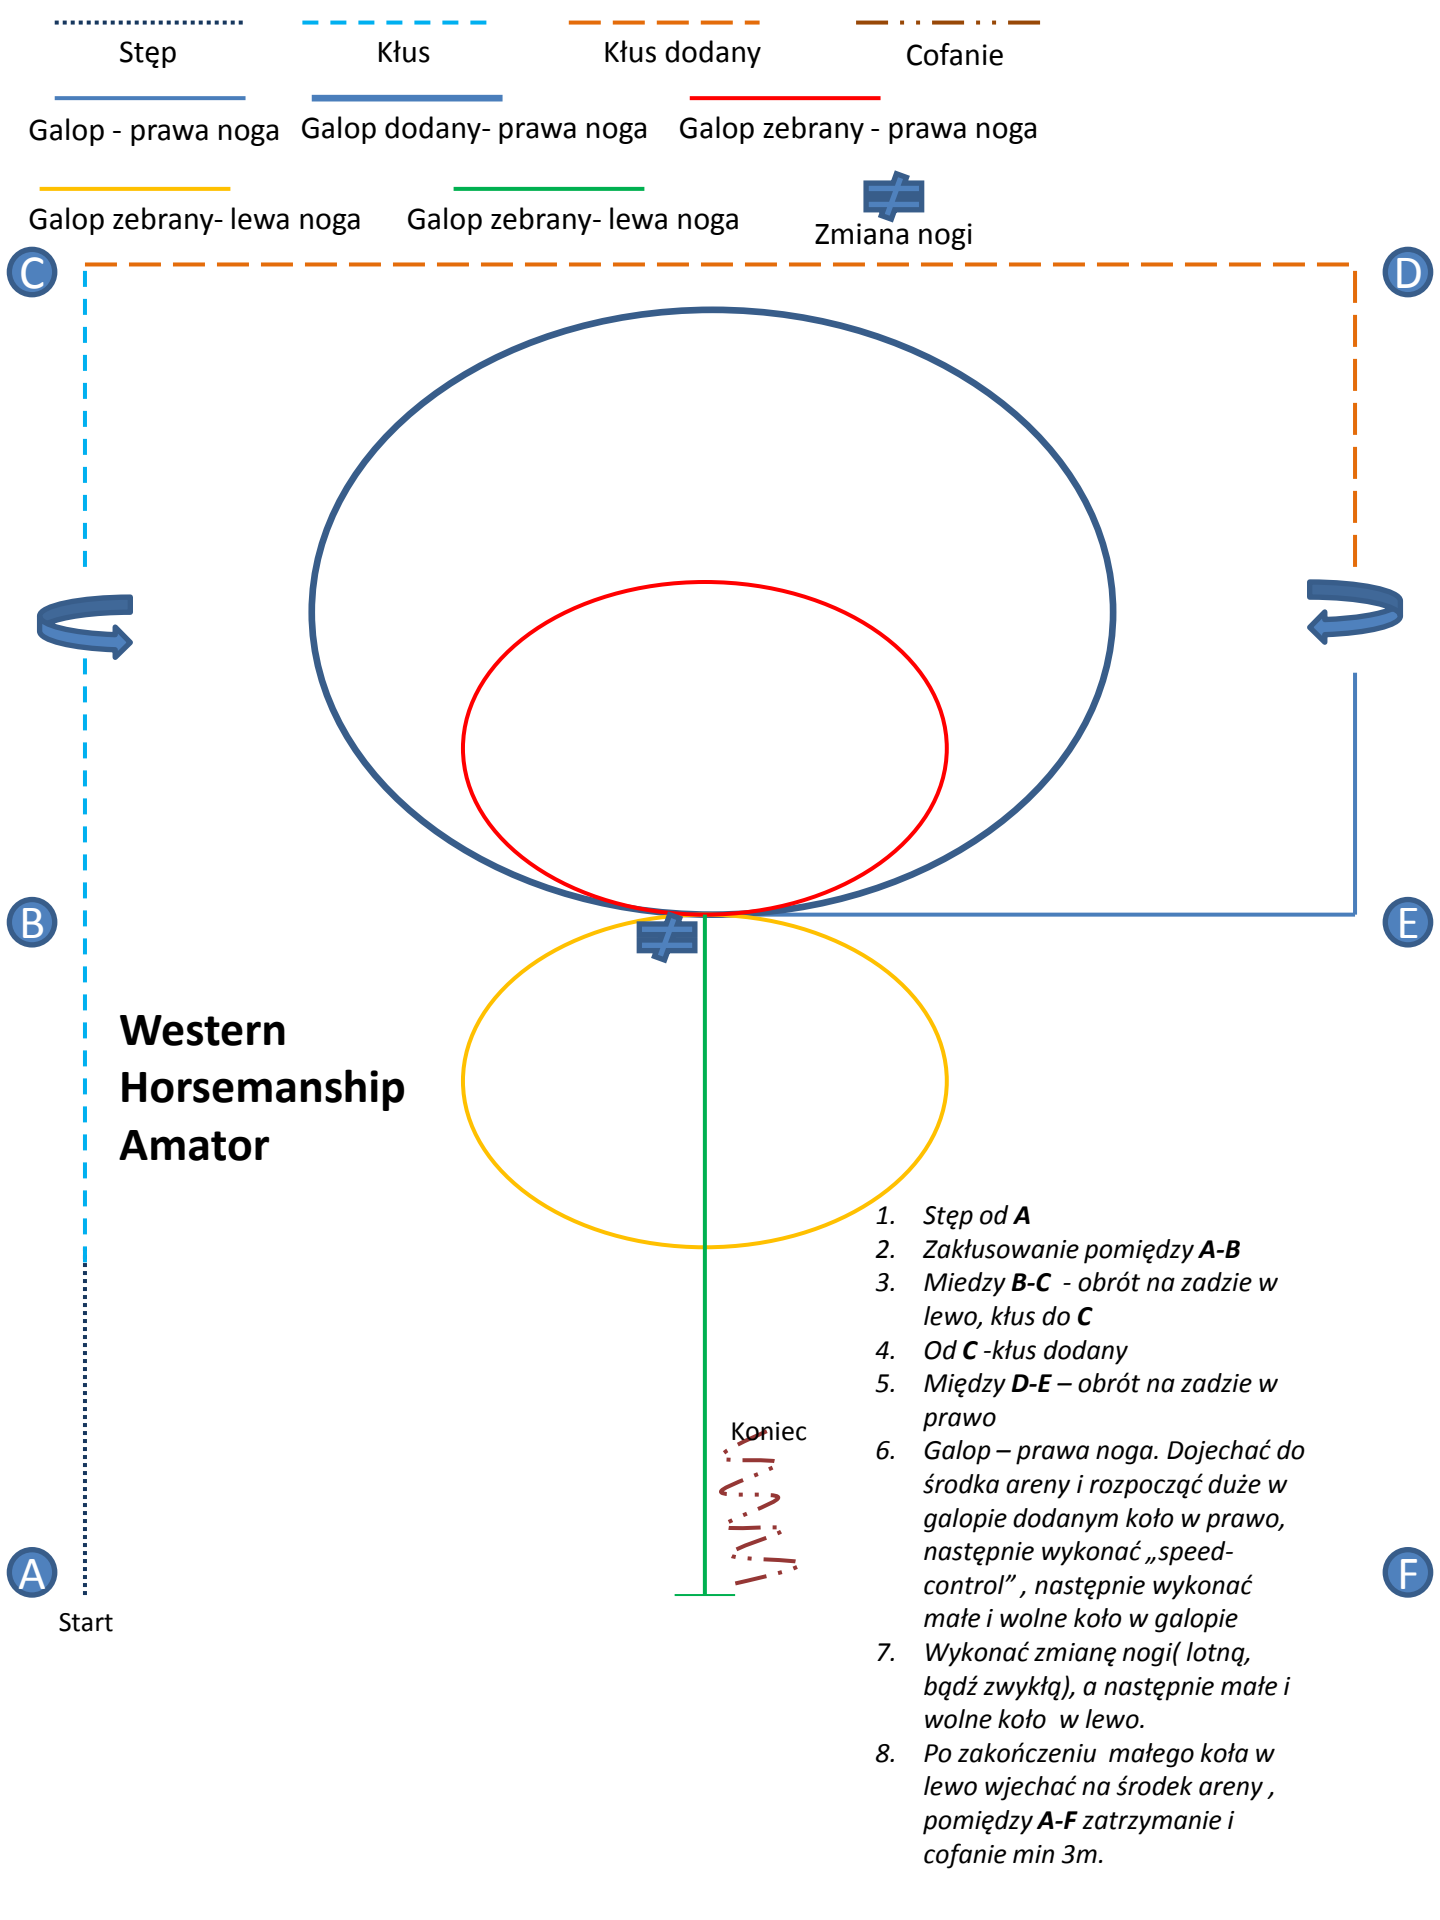 Stęp Kłus Kłus dodany Cofanie
Galop - prawa noga Galop dodany- prawa noga Galop zebrany - prawa noga
Galop zebrany- lewa noga Galop zebrany- lewa noga Zmiana nogi
C D
B E
Western
Horsemanship
Amator
1. Stęp od A
2. Zakłusowanie pomiędzy A-B
3. Miedzy B-C - obrót na zadzie w
lewo, kłus do C
4. Od C -kłus dodany
5. Między D-E – obrót na zadzie w
prawo
6. Galop – prawa noga. Dojechać do
środka areny i rozpocząć duże w
galopie dodanym koło w prawo,
następnie wykonać „speed-
control” , następnie wykonać
małe i wolne koło w galopie
7. Wykonać zmianę nogi( lotną,
bądź zwykłą), a następnie małe i
wolne koło w lewo.
8. Po zakończeniu małego koła w
lewo wjechać na środek areny ,
pomiędzy A-F zatrzymanie i
cofanie min 3m.
Koniec
A F
Start